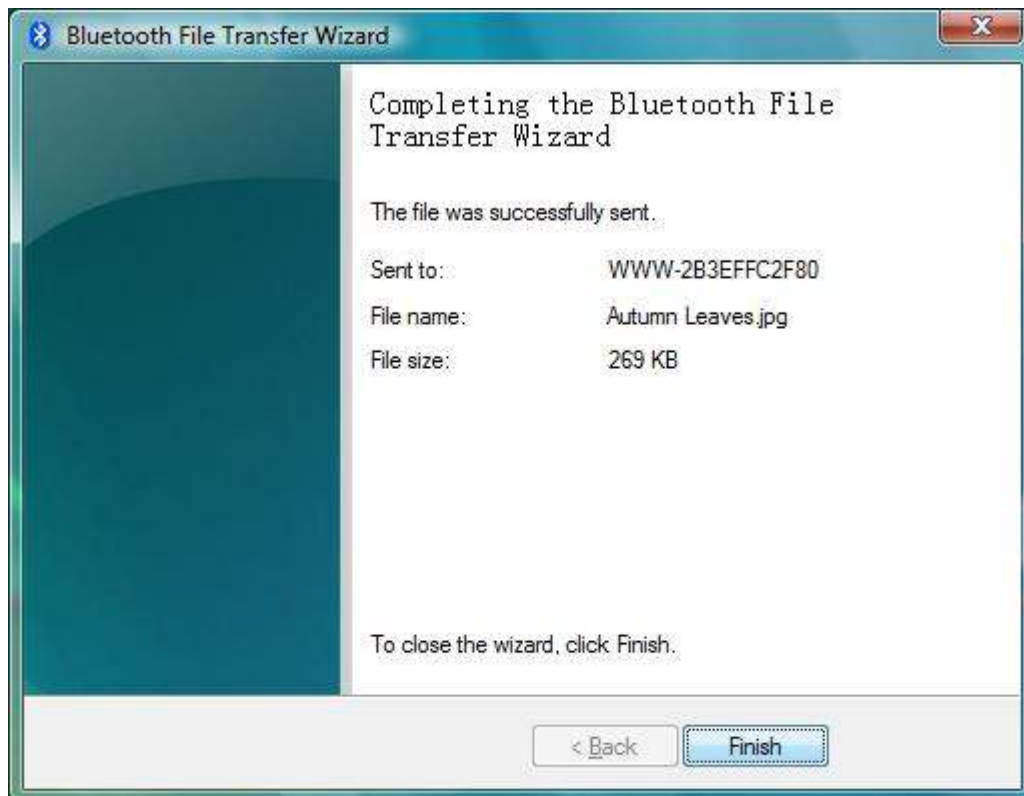 Bluetooth File Transfer Wizard
X
Completing the Bluetooth File
Transfer Wizard
The file was successfully sent.
Sent to: WWW-2B3EFFC2F80
File name: Autumn Leaves.jpg
File size: 269 KB
To close the wizard, click Finish.
< Back Finish